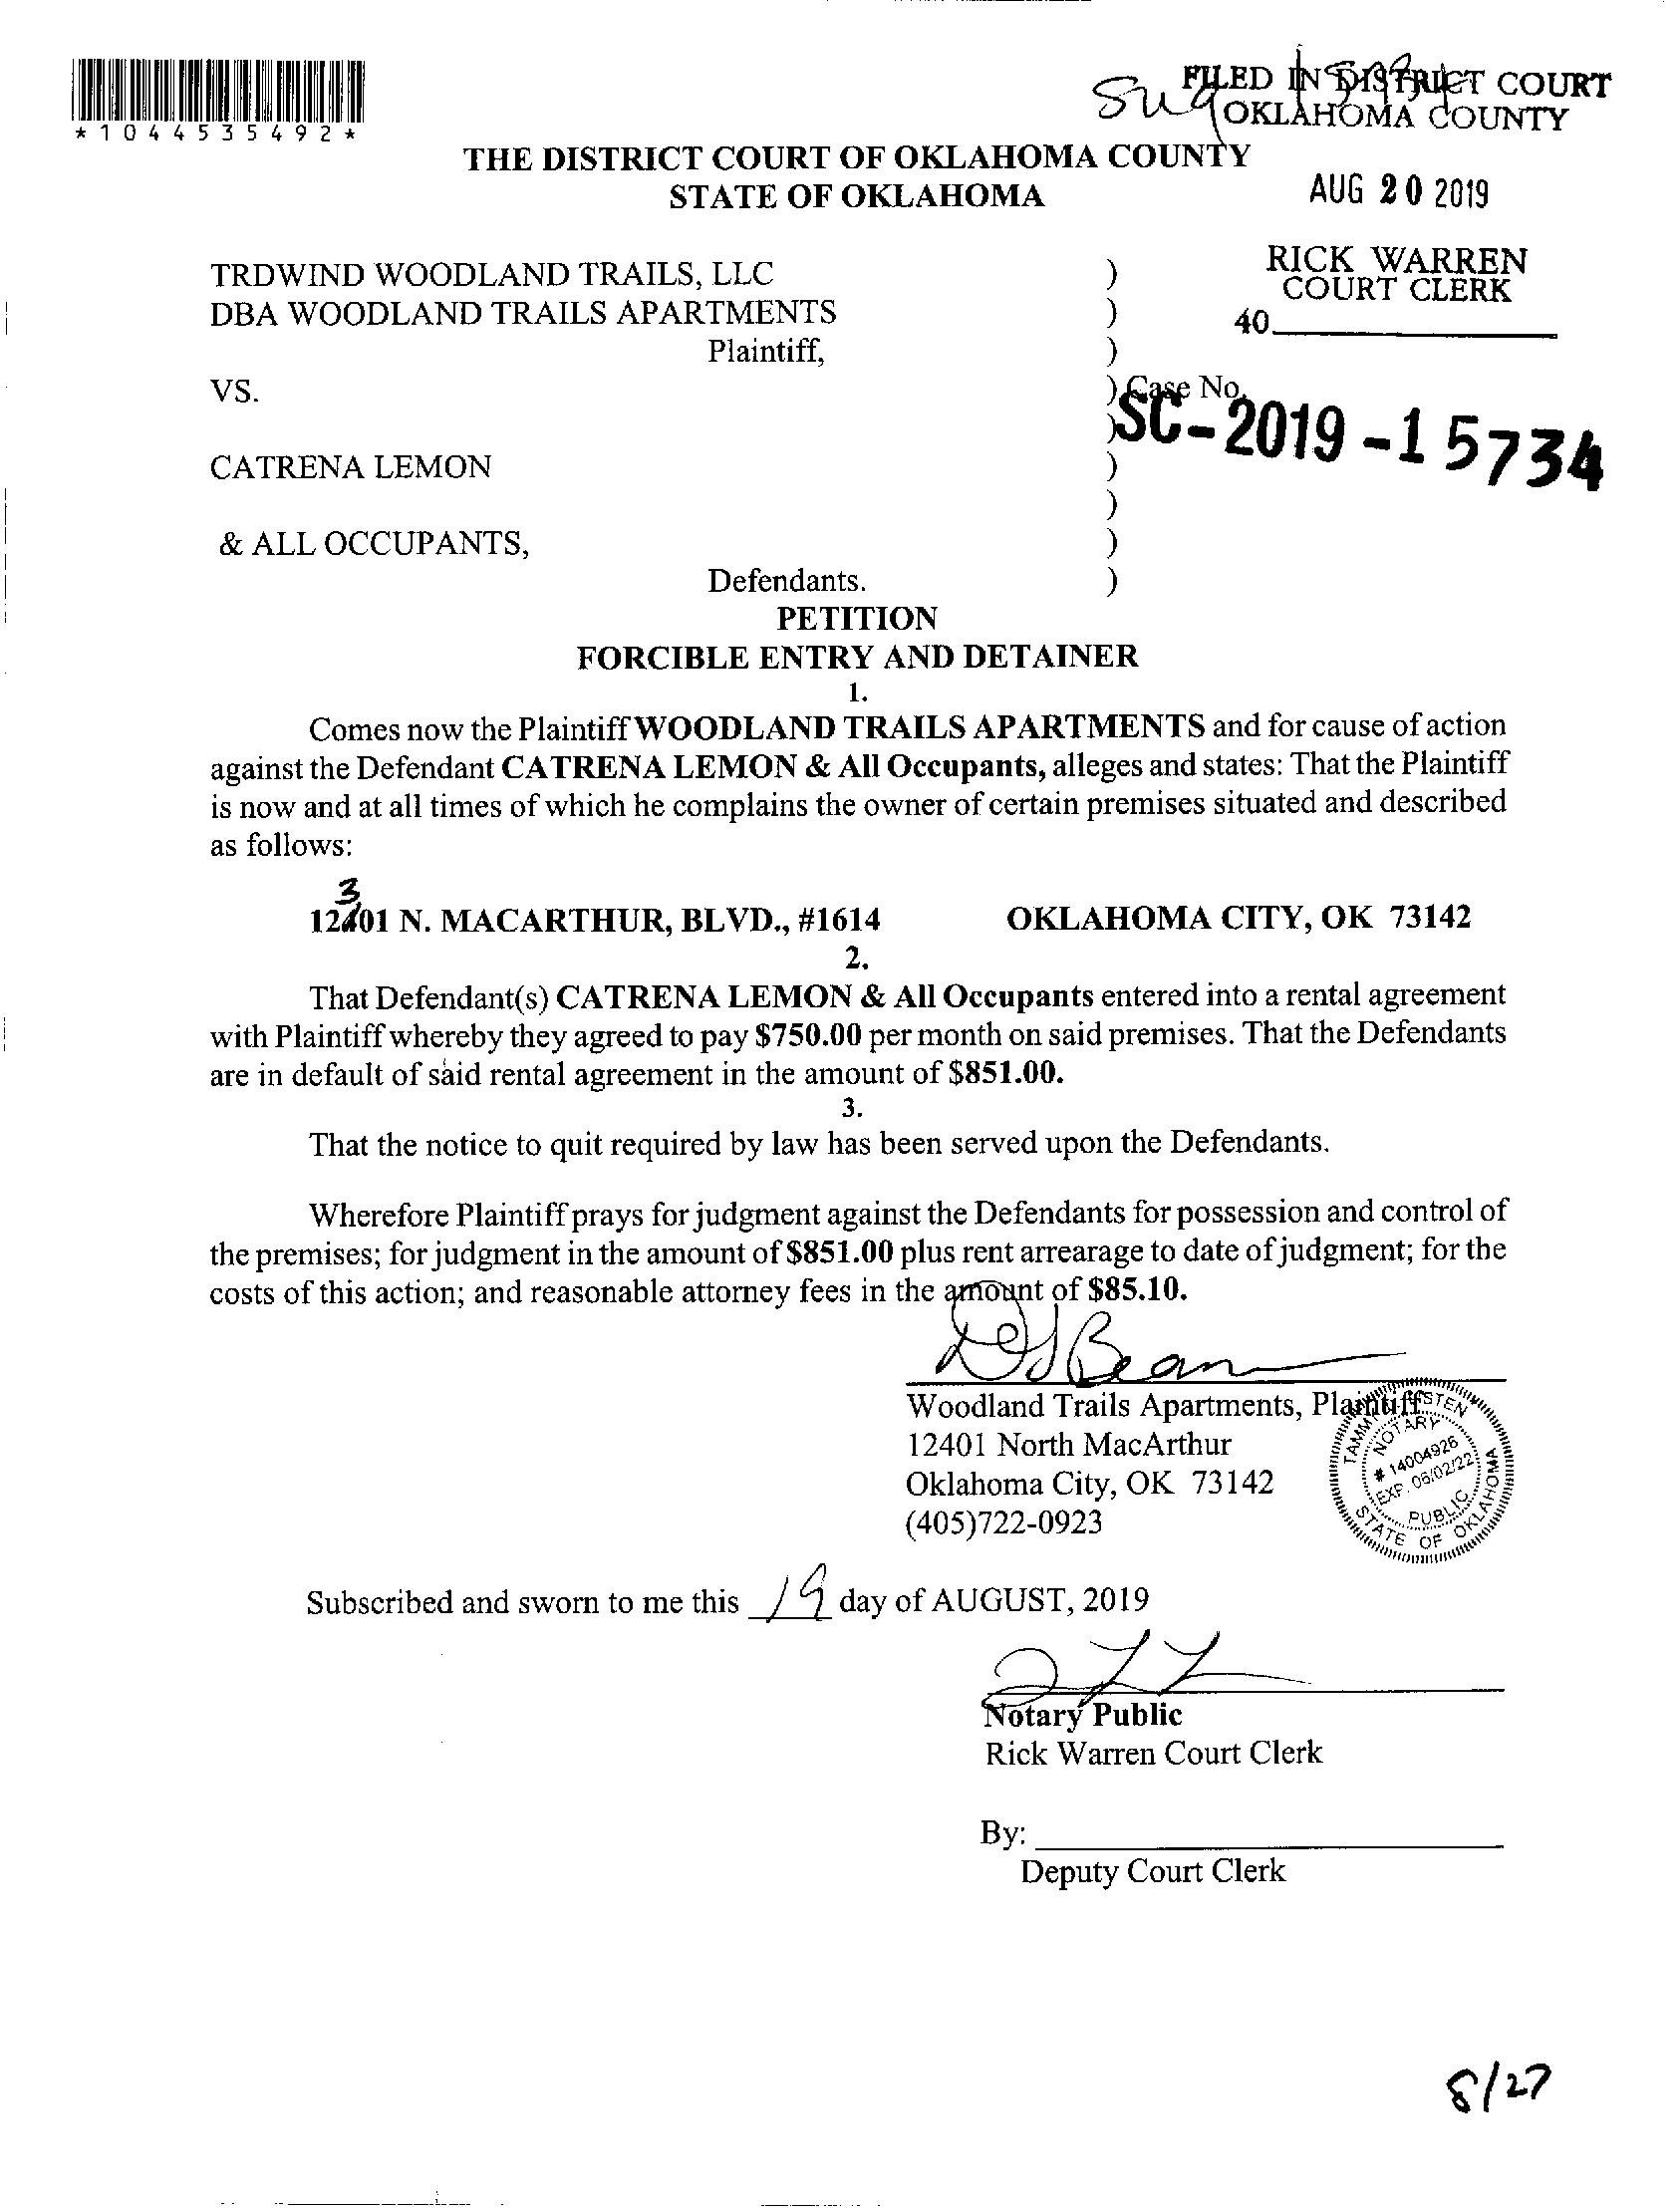 *1044535492*
FILED IN DISTRICT COURT
OKLAHOMA COUNTY
THE DISTRICT COURT OF OKLAHOMA COUNTY
STATE OF OKLAHOMA
AUG 20 2019
RICK WARREN
COURT CLERK
40
TRDWIND WOODLAND TRAILS, LLC )
DBA WOODLAND TRAILS APARTMENTS )
Plaintiff, )
VS. ) Case No.
) SC-2019-15734
CATRENA LEMON )
)
& ALL OCCUPANTS, )
Defendants. )
PETITION
FORCIBLE ENTRY AND DETAINER
1.
Comes now the Plaintiff WOODLAND TRAILS APARTMENTS and for cause of action
against the Defendant CATRENA LEMON & All Occupants, alleges and states: That the Plaintiff
is now and at all times of which he complains the owner of certain premises situated and described
as follows:
3
12401 N. MACARTHUR, BLVD., #1614 OKLAHOMA CITY, OK 73142
2.
That Defendant(s) CATRENA LEMON & All Occupants entered into a rental agreement
with Plaintiff whereby they agreed to pay $750.00 per month on said premises. That the Defendants
are in default of said rental agreement in the amount of $851.00.
3.
That the notice to quit required by law has been served upon the Defendants.
Wherefore Plaintiff prays for judgment against the Defendants for possession and control of
the premises; for judgment in the amount of $851.00 plus rent arrearage to date of judgment; for the
costs of this action; and reasonable attorney fees in the amount of $85.10.
Woodland Trails Apartments, Plaintiff
12401 North MacArthur
Oklahoma City, OK 73142
(405)722-0923
NOTARY
# 14004926
EXP. 06/02/22
PUBLIC
STATE OF OKLAHOMA
Subscribed and sworn to me this 19 day of AUGUST, 2019
Notary Public
Rick Warren Court Clerk
By:
Deputy Court Clerk
8/27